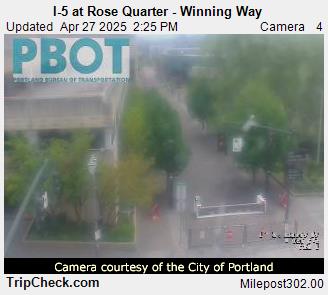 I-5 at Rose Quarter - Winning Way
Updated Apr 27 2025 2:25 PM Camera 4
PBOT
PORTLAND BUREAU OF TRANSPORTATION
Camera courtesy of the City of Portland
TripCheck.com Milepost302.00